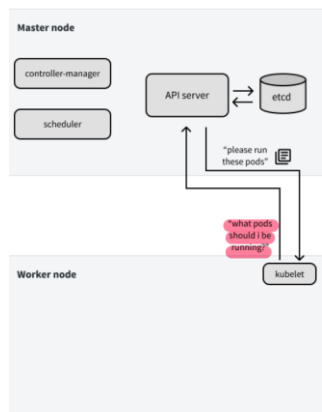 Master node
controller-manager
scheduler
API server
etcd
"please run
these pods"
"what pods
should i be
running?"
Worker node
kubelet